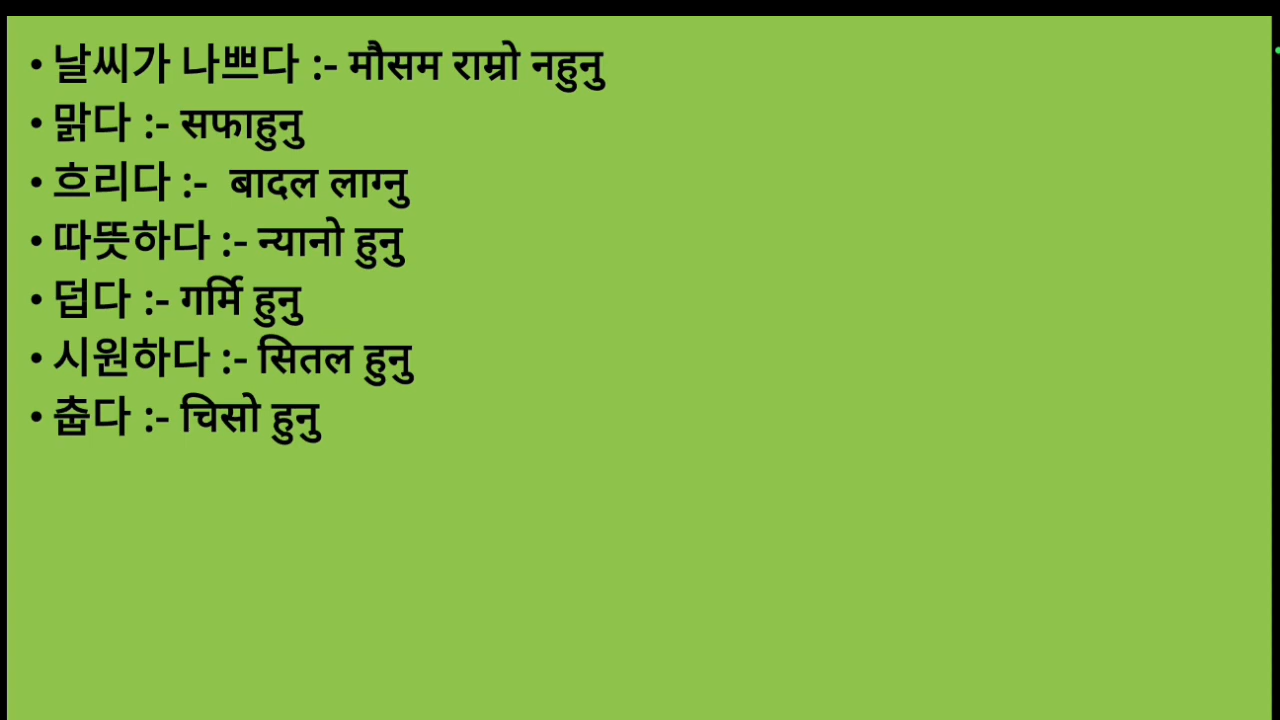 • 날씨가 나쁘다 :- मौसम राम्रो नहुनु
• 맑다 :- सफाहुनु
• 흐리다 :- बादल लाग्नु
• 따뜻하다 :- न्यानो हुनु
• 덥다 :- गर्मि हुनु
• 시원하다 :- सितल हुनु
• 춥다 :- चिसो हुनु